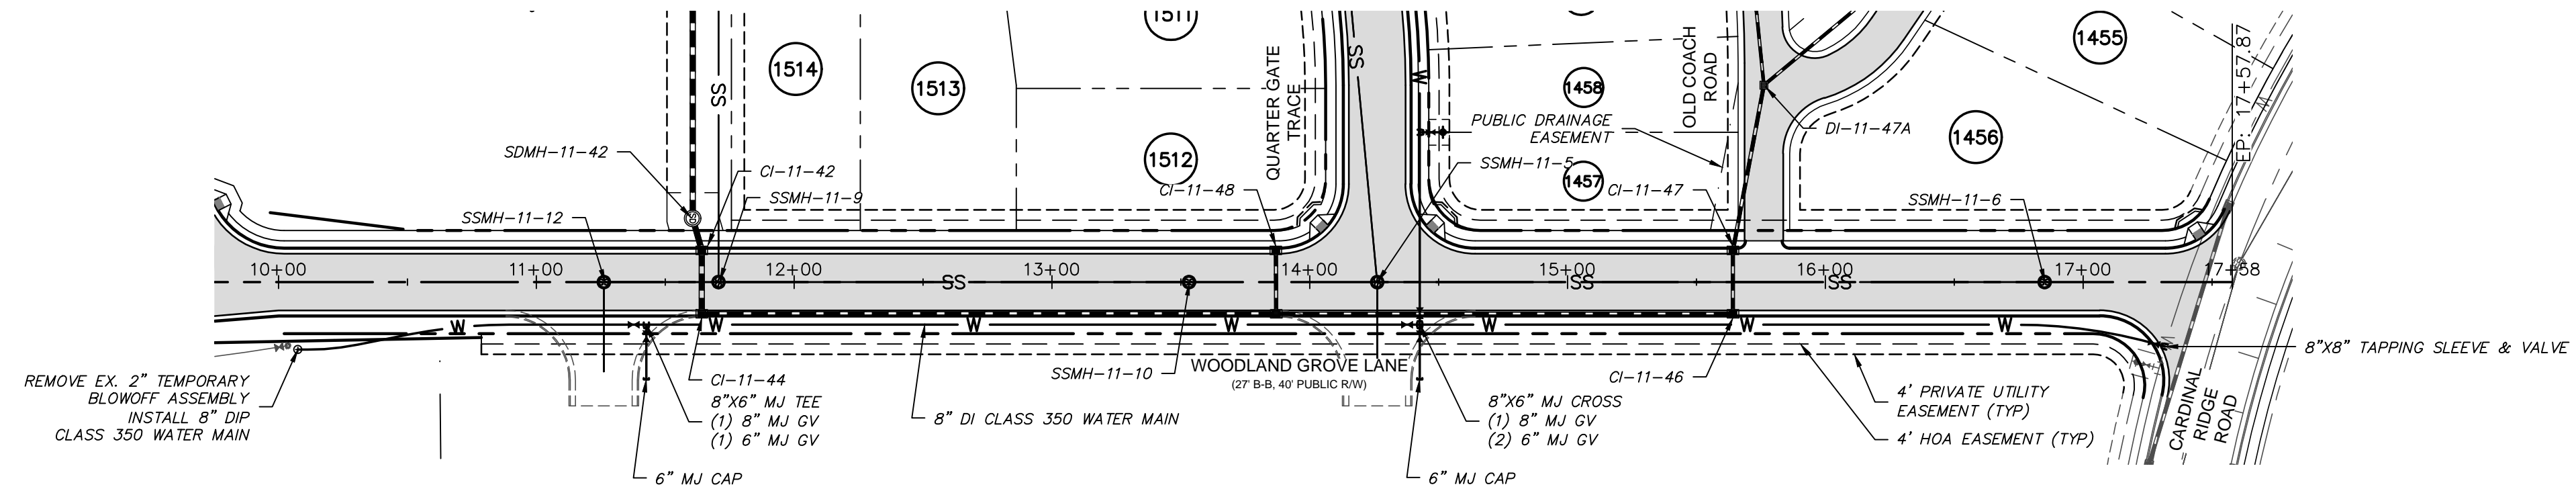 1511
1455
1514
1513
1458
1456
1512
1457
SS
SS
W
QUARTER GATE
TRACE
OLD COACH
ROAD
EP: 17+57.87
PUBLIC DRAINAGE
EASEMENT
DI-11-47A
SDMH-11-42
CI-11-42
SSMH-11-9
SSMH-11-12
CI-11-48
SSMH-11-5
CI-11-47
SSMH-11-6
10+00
11+00
12+00
13+00
14+00
15+00
16+00
17+00
17+58
SS
SS
SS
W
W
W
W
W
W
W
WOODLAND GROVE LANE
(27' B-B, 40' PUBLIC R/W)
8"X8" TAPPING SLEEVE & VALVE
REMOVE EX. 2" TEMPORARY
BLOWOFF ASSEMBLY
INSTALL 8" DIP
CLASS 350 WATER MAIN
CI-11-44
8"X6" MJ TEE
(1) 8" MJ GV
(1) 6" MJ GV
6" MJ CAP
8" DI CLASS 350 WATER MAIN
SSMH-11-10
8"X6" MJ CROSS
(1) 8" MJ GV
(2) 6" MJ GV
6" MJ CAP
CI-11-46
4' PRIVATE UTILITY
EASEMENT (TYP)
4' HOA EASEMENT (TYP)
CARDINAL
RIDGE
ROAD